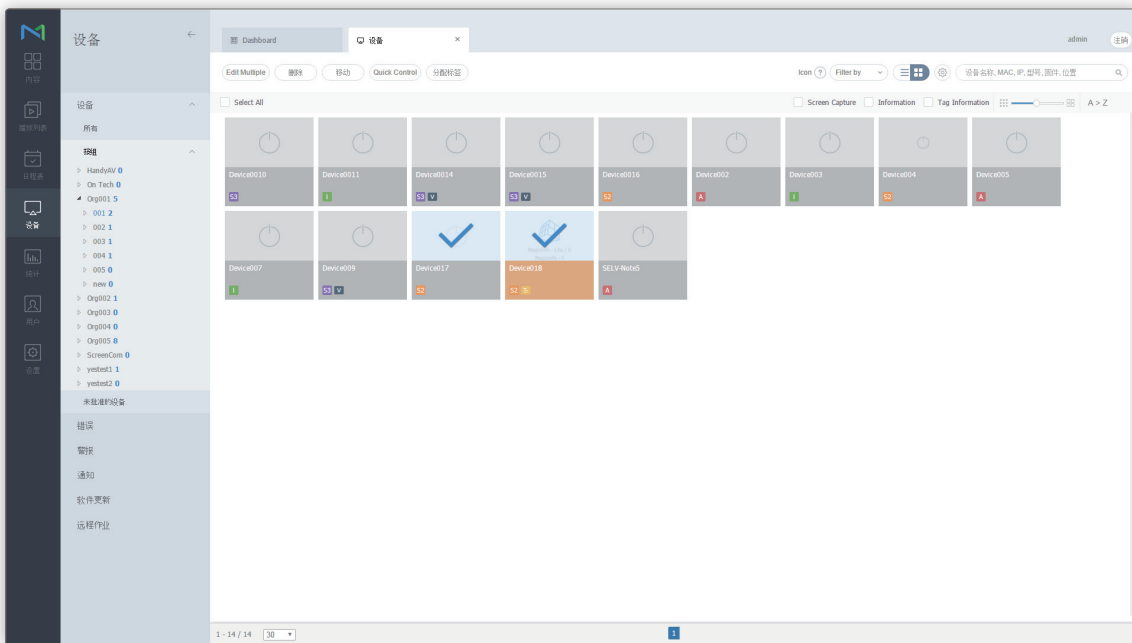 设备
Dashboard
设备
admin
注销
Edit Multiple
删除
移动
Quick Control
分配标签
Icon
?
Filter by
设备名称, MAC, IP, 型号, 固件, 位置
Select All
Screen Capture
Information
Tag Information
A > Z
内容
播放列表
日程表
设备
统计
用户
设置
设备
所有
按组
HandyAV 0
On Tech 0
Org001 5
001 2
002 1
003 1
004 1
005 0
new 0
Org002 1
Org003 0
Org004 0
Org005 8
ScreenCom 0
yestest1 1
yestest2 0
未批准的设备
错误
警报
通知
软件更新
远程作业
Device0010
S3
Device0011
I
Device0014
S3 V
Device0015
S3 V
Device0016
S2
Device002
A
Device003
I
Device004
S2
Device005
A
Device007
I
Device009
S3 V
Device017
S2
Device018
S2
SELV-Note5
A
1 - 14 / 14
30
1